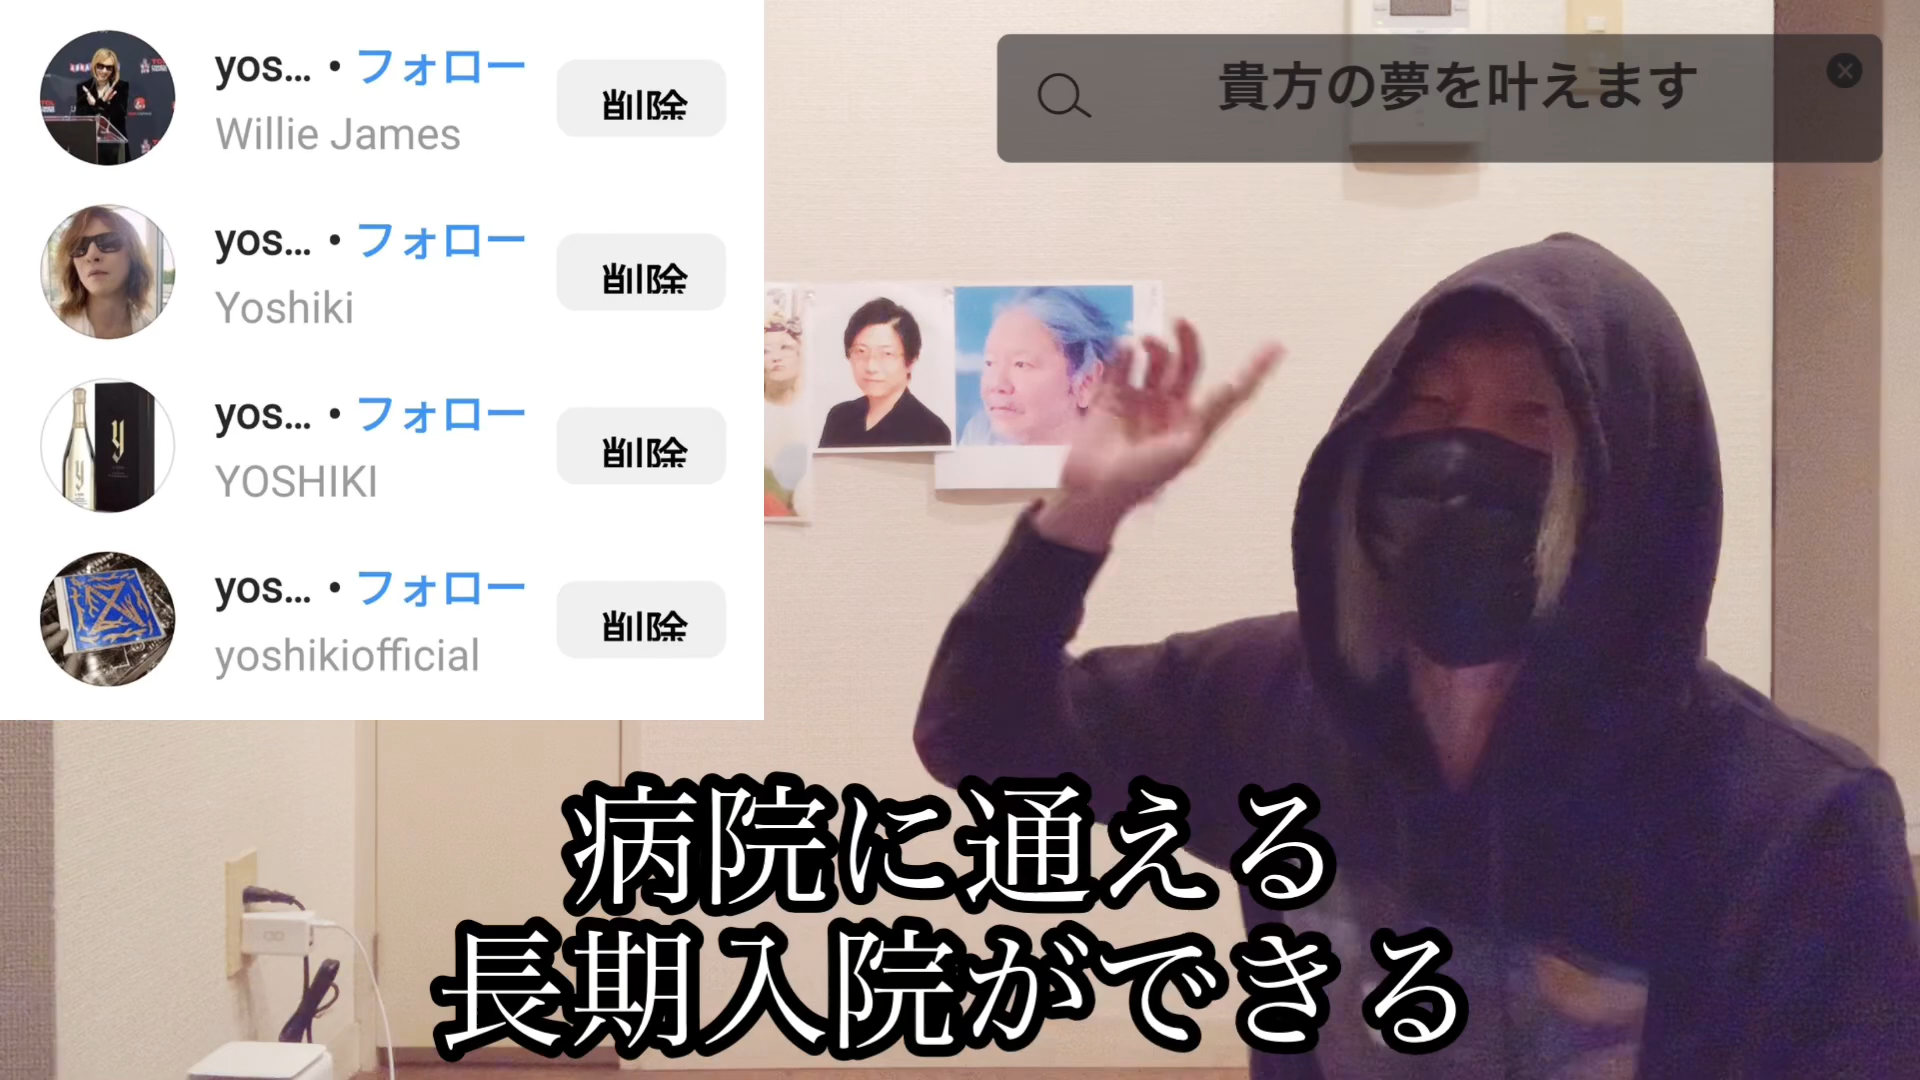 yos... • フォロー
削除
Willie James
yos... • フォロー
削除
Yoshiki
yos... • フォロー
削除
YOSHIKI
yos... • フォロー
削除
yoshikiofficial
貴方の夢を叶えます
病院に通える
長期入院ができる